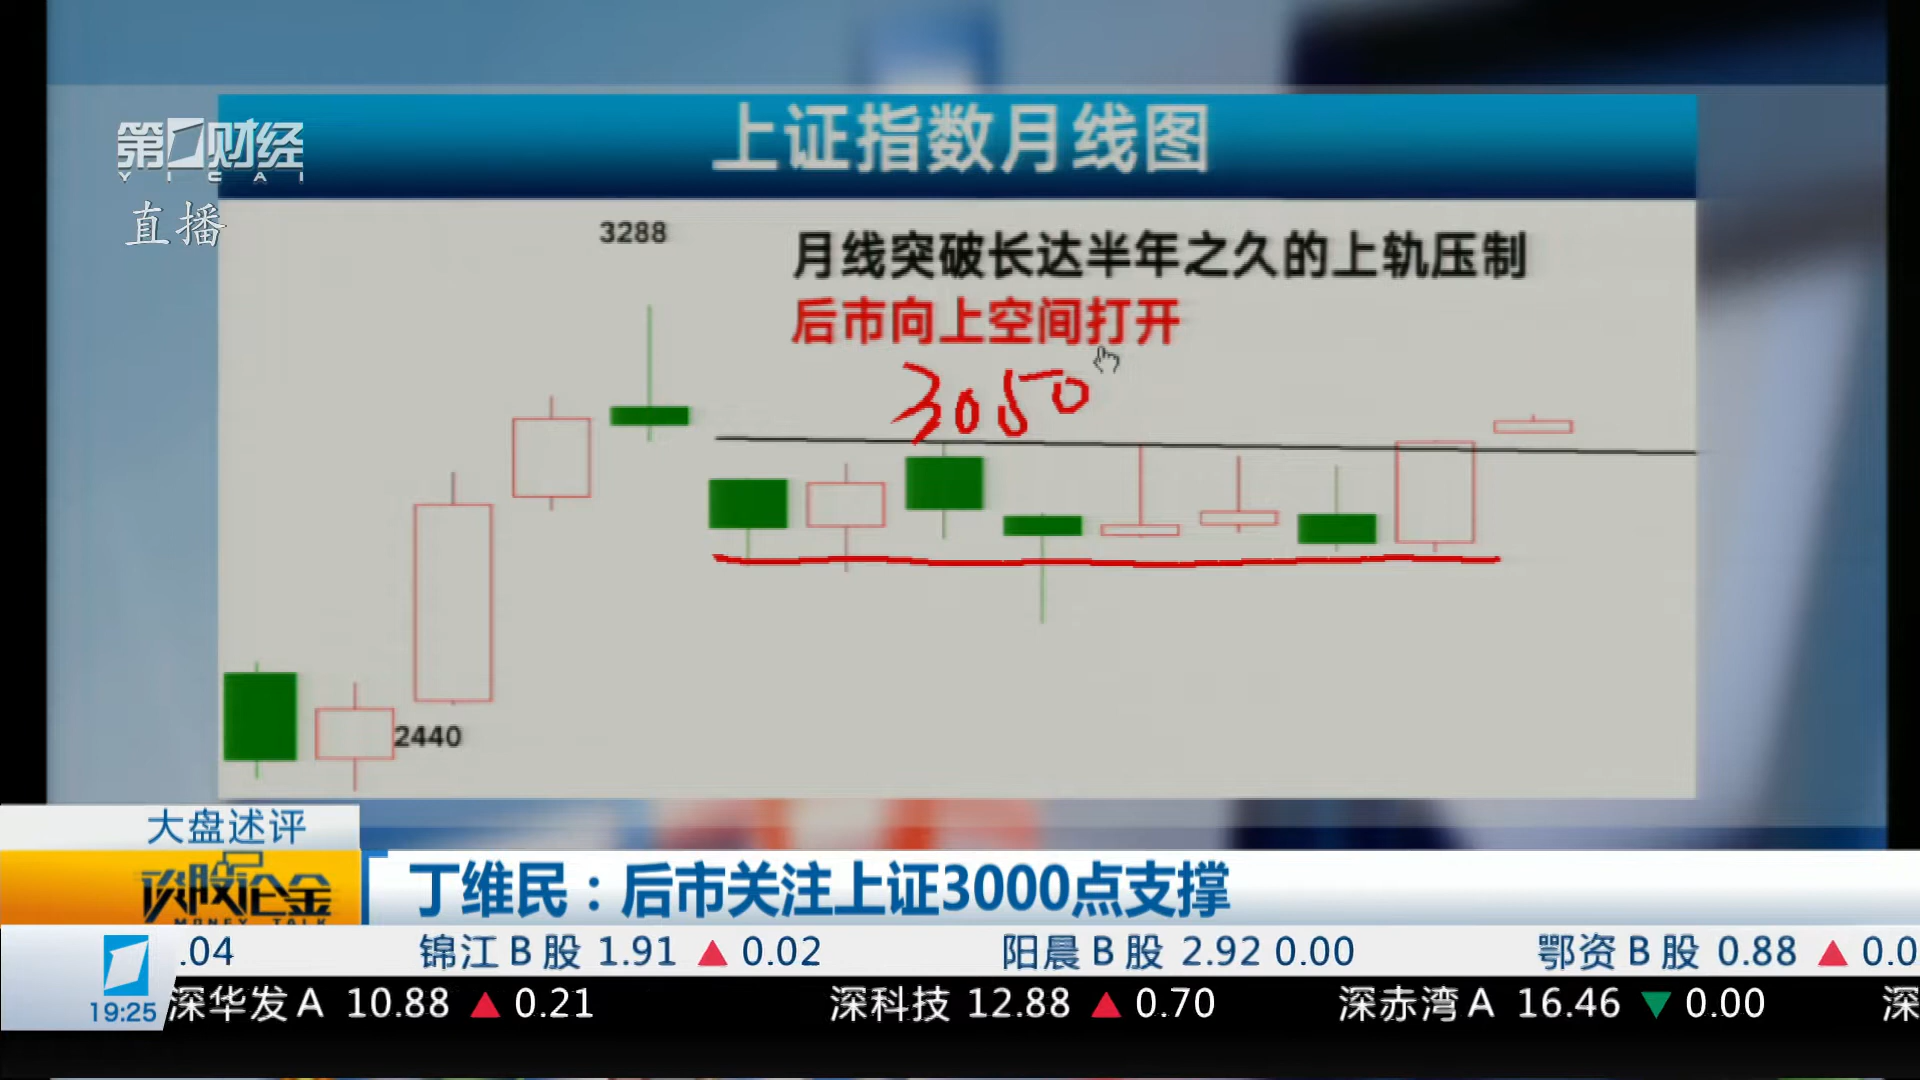 上证指数月线图
第1财经
YICAI
直播
3288
月线突破长达半年之久的上轨压制
后市向上空间打开
3050
2440
大盘述评
谈股论金
MONEY TALK
丁维民：后市关注上证3000点支撑
.04 锦江B股 1.91 ▲ 0.02 阳晨B股 2.92 0.00 鄂资B股 0.88 ▲ 0.0
19:25
深华发A 10.88 ▲ 0.21 深科技 12.88 ▲ 0.70 深赤湾A 16.46 ▼ 0.00 深